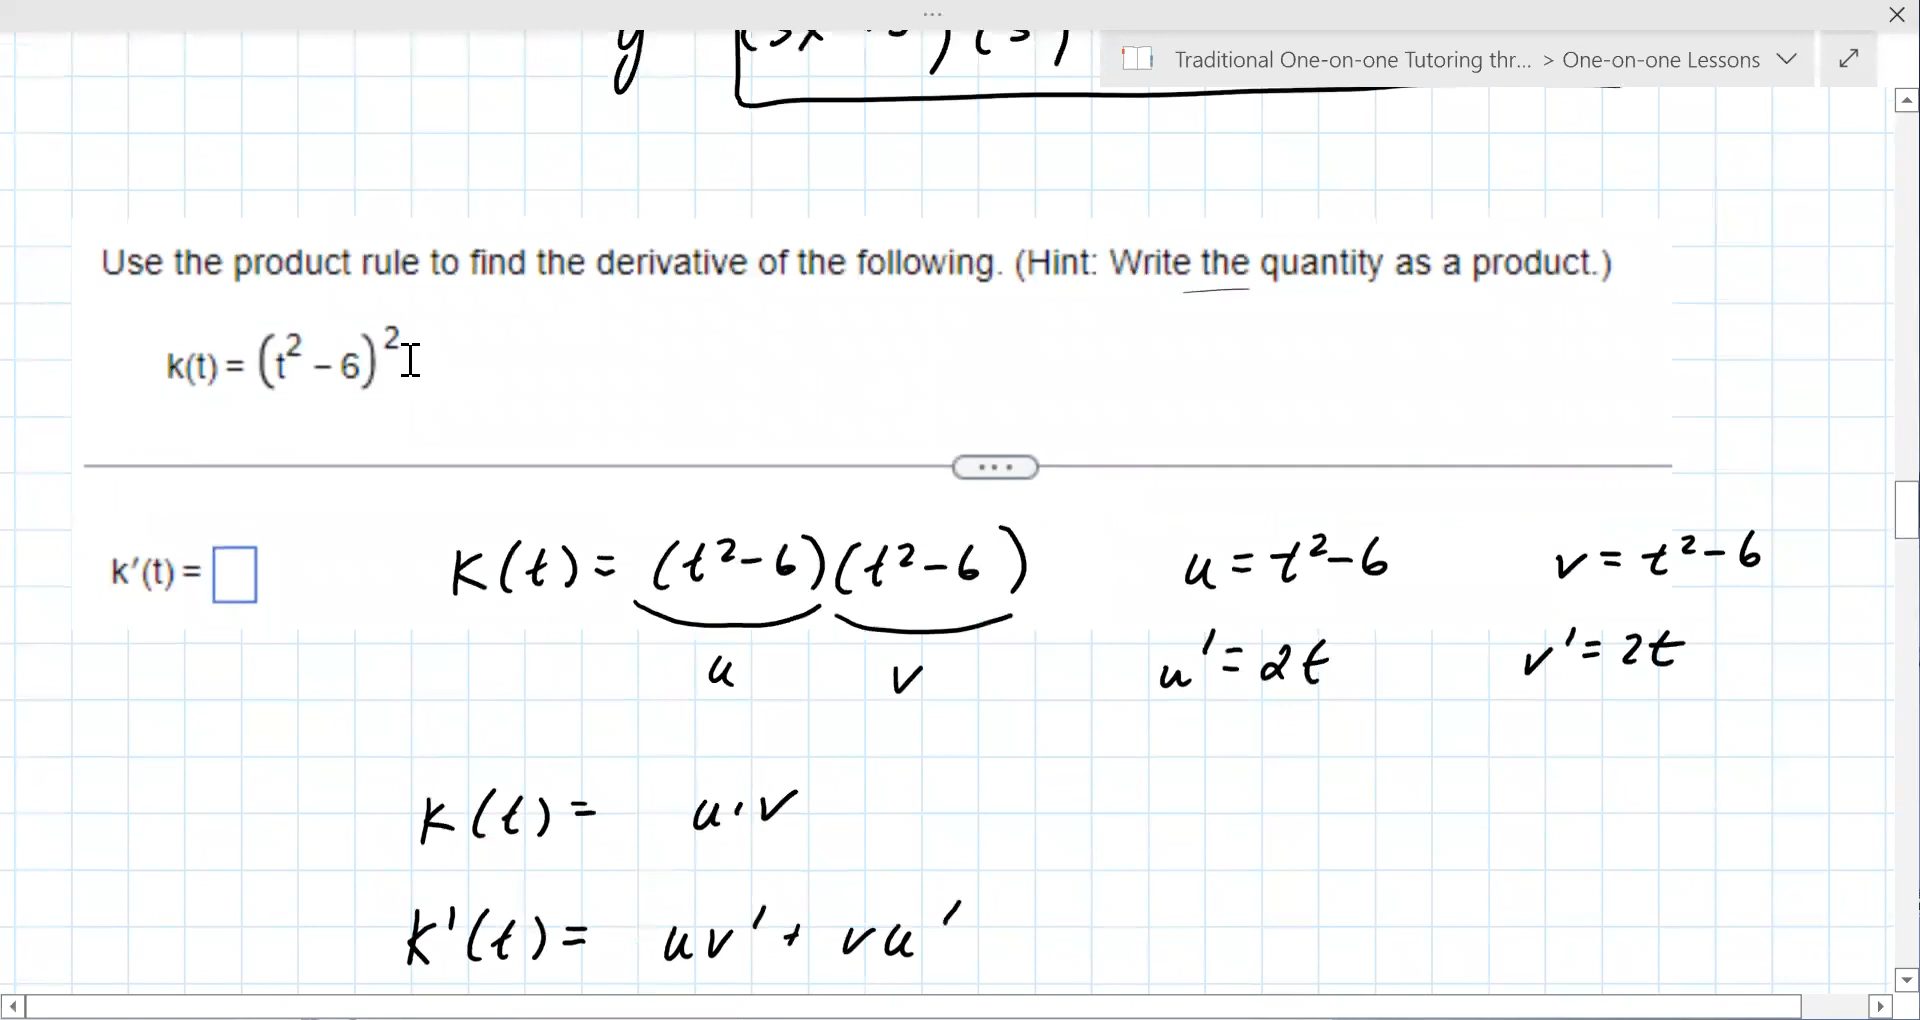 ...
y (3x
Traditional One-on-one Tutoring thr... > One-on-one Lessons
Use the product rule to find the derivative of the following. (Hint: Write the quantity as a product.)
k(t) = (t² − 6)²
k′(t) =
K(t) = (t²-6)(t²-6) u = t²-6 v = t²-6
u v u' = 2t v' = 2t
K(t) = u·v
K'(t) = uv' + vu'